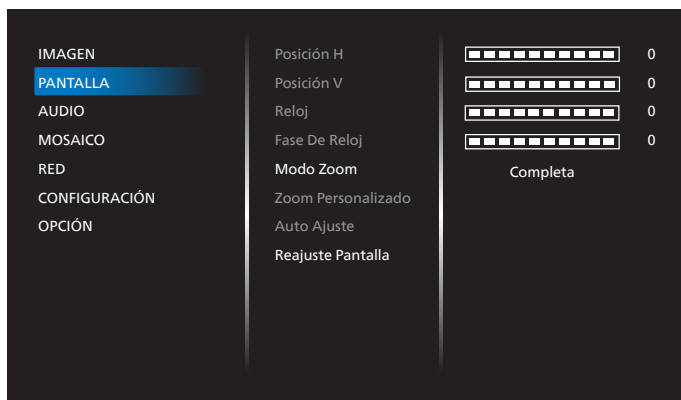 IMAGEN
PANTALLA
AUDIO
MOSAICO
RED
CONFIGURACIÓN
OPCIÓN
Posición H 0
Posición V 0
Reloj 0
Fase De Reloj 0
Modo Zoom Completa
Zoom Personalizado
Auto Ajuste
Reajuste Pantalla